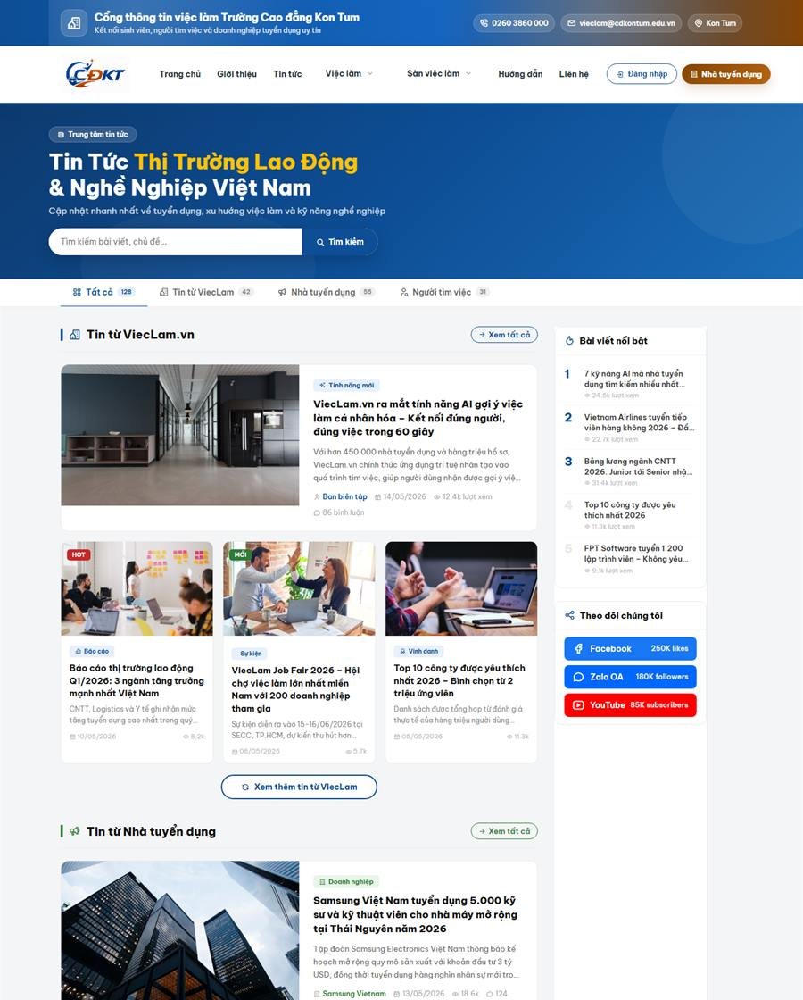 Cổng thông tin việc làm Trường Cao đẳng Kon Tum
Kết nối sinh viên, người tìm việc và doanh nghiệp tuyển dụng uy tín
0260 3860 000
vieclam@cdkontum.edu.vn
Kon Tum
CĐKT
Trang chủ
Giới thiệu
Tin tức
Việc làm
Sàn việc làm
Hướng dẫn
Liên hệ
Đăng nhập
Nhà tuyển dụng
Trung tâm tin tức
Tin Tức Thị Trường Lao Động
& Nghề Nghiệp Việt Nam
Cập nhật nhanh nhất về tuyển dụng, xu hướng việc làm và kỹ năng nghề nghiệp
Tìm kiếm bài viết, chủ đề...
Tìm kiếm
Tất cả 128
Tin từ ViecLam 42
Nhà tuyển dụng 55
Người tìm việc 31
Tin từ ViecLam.vn
Xem tất cả
Tính năng mới
ViecLam.vn ra mắt tính năng AI gợi ý việc
làm cá nhân hóa – Kết nối đúng người,
đúng việc trong 60 giây
Với hơn 450.000 nhà tuyển dụng và hàng triệu hồ sơ,
ViecLam.vn chính thức ứng dụng trí tuệ nhân tạo vào
quá trình tìm việc, giúp người dùng nhận được gợi ý việ...
Ban biên tập 14/05/2026 12.4k lượt xem
86 bình luận
HOT
Báo cáo
Báo cáo thị trường lao động
Q1/2026: 3 ngành tăng trưởng
mạnh nhất Việt Nam
CNTT, Logistics và Y tế ghi nhận mức
tăng tuyển dụng cao nhất trong quý...
10/05/2026 8.2k
MỚI
Sự kiện
ViecLam Job Fair 2026 – Hội
chợ việc làm lớn nhất miền
Nam với 200 doanh nghiệp
tham gia
Sự kiện diễn ra vào 15-16/06/2026 tại
SECC, TP.HCM, dự kiến thu hút hơn...
08/05/2026 5.7k
Vinh danh
Top 10 công ty được yêu thích
nhất 2026 – Bình chọn từ 2
triệu ứng viên
Danh sách được tổng hợp từ đánh giá
thực tế của hàng triệu người dùng...
05/05/2026 11.3k
Xem thêm tin từ ViecLam
Tin từ Nhà tuyển dụng
Xem tất cả
Doanh nghiệp
Samsung Việt Nam tuyển dụng 5.000 kỹ
sư và kỹ thuật viên cho nhà máy mở rộng
tại Thái Nguyên năm 2026
Tập đoàn Samsung Electronics Việt Nam thông báo kế
hoạch mở rộng quy mô sản xuất với khoản đầu tư 3 tỷ
USD, đồng thời tuyển dụng hàng nghìn nhân sự mới tro...
Samsung Vietnam 13/05/2026 18.6k 124
Bài viết nổi bật
1
7 kỹ năng AI mà nhà tuyển
dụng tìm kiếm nhiều nhất...
24.5k lượt xem
2
Vietnam Airlines tuyển tiếp
viên hàng không 2026 – Đã...
22.7k lượt xem
3
Bảng lương ngành CNTT
2026: Junior tới Senior nhậ...
31.4k lượt xem
4
Top 10 công ty được yêu
thích nhất 2026
11.3k lượt xem
5
FPT Software tuyển 1.200
lập trình viên – Không yêu...
9.1k lượt xem
Theo dõi chúng tôi
Facebook 250K likes
Zalo OA 180K followers
YouTube 85K subscribers